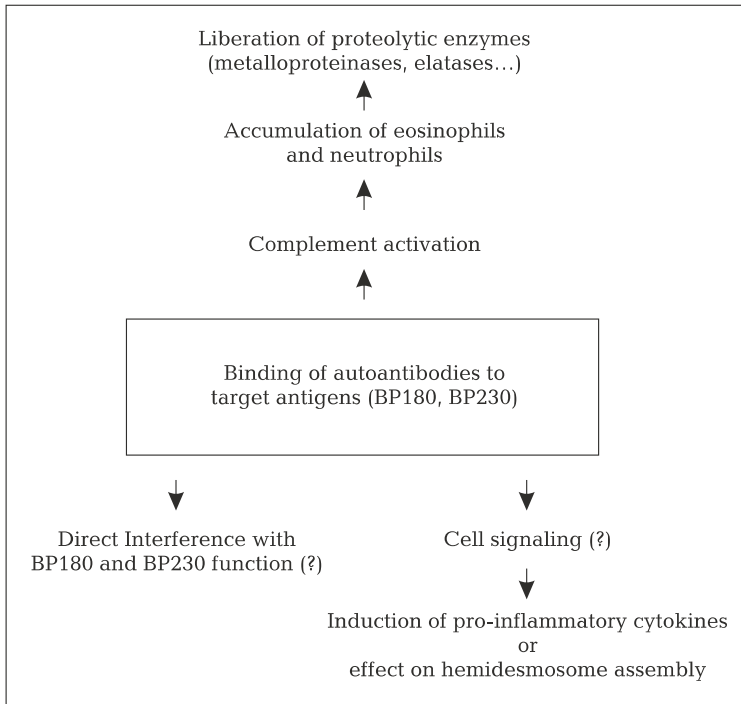 Liberation of proteolytic enzymes
(metalloproteinases, elatases...)
Accumulation of eosinophils
and neutrophils
Complement activation
Binding of autoantibodies to
target antigens (BP180, BP230)
Direct Interference with
BP180 and BP230 function (?)
Cell signaling (?)
Induction of pro-inflammatory cytokines
or
effect on hemidesmosome assembly